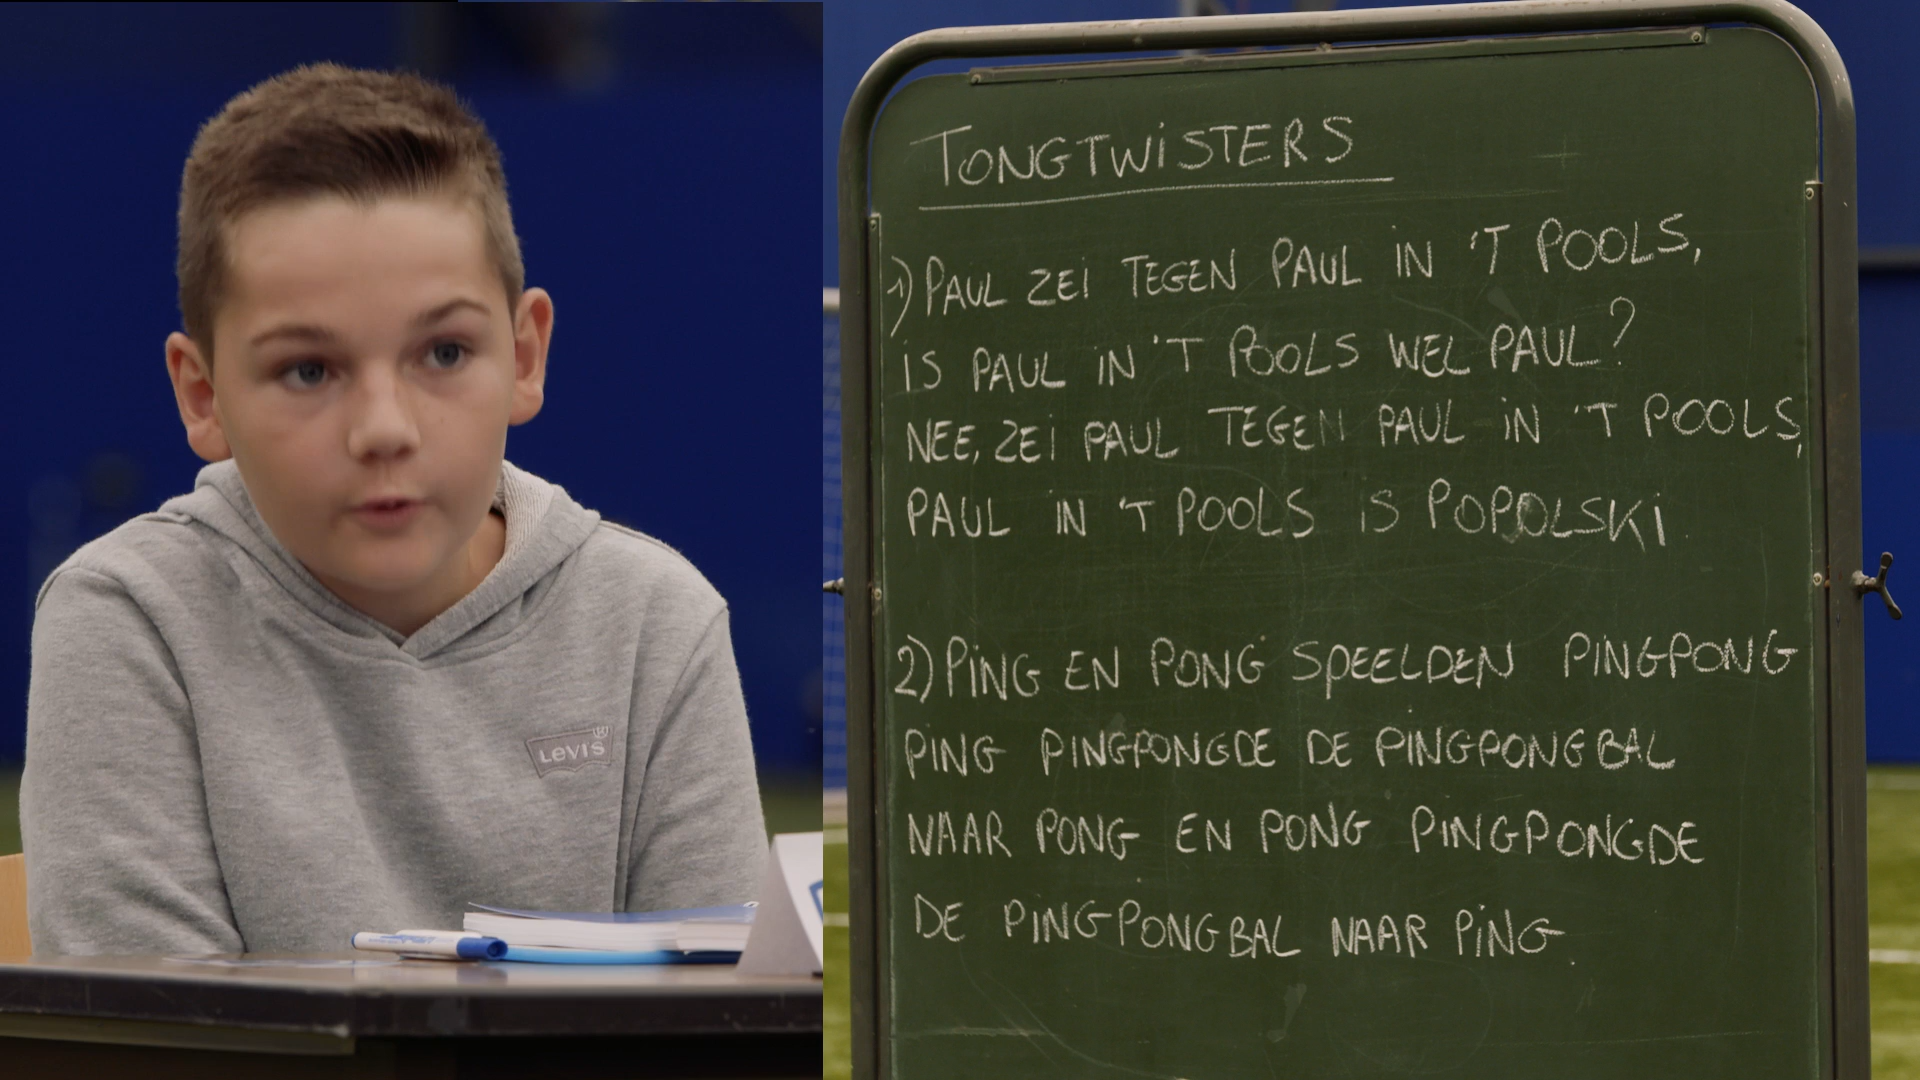 Levi's
TONGTWiSTERS
1) PAUL ZEI TEGEN PAUL IN 'T POOLS,
iS PAUL iN 'T POOLS WEL PAUL?
NEE, ZEi PAUL TEGEN PAUL iN 'T POOLS,
PAUL iN 'T POOLS iS POPOLSKi.
2) PiNG EN PONG SPEELDEN PINGPONG
PiNG PINGPONGDE DE PiNGPONGBAL
NAAR PONG EN PONG PINGPONGDE
DE PiNGPONGBAL NAAR PiNG.